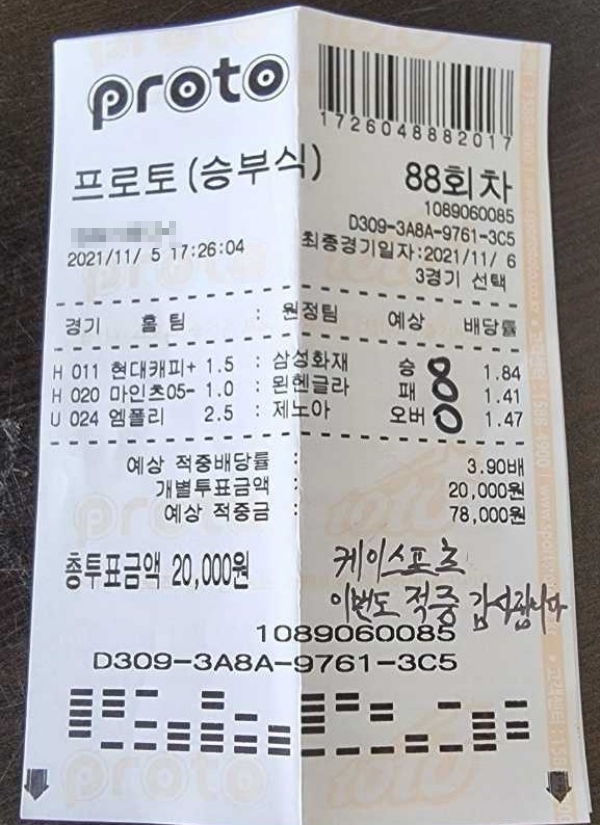 proto
1726048882017
프로토(승부식)
88회차
1089060085
D309-3A8A-9761-3C5
2021/11/ 5 17:26:04
최종경기일자:2021/11/ 6
3경기 선택
경기 홈 팀 : 원정팀 예상 배당률
H 011 현대캐피+ 1.5 : 삼성화재 승 1.84
H 020 마인츠05- 1.0 : 묀헨글라 패 1.41
U 024 엠폴리 2.5 : 제노아 오버 1.47
예상 적중배당률 : 3.90배
개별투표금액 : 20,000원
예상 적중금 : 78,000원
총투표금액 20,000원
케이스포츠
이번도 적중 감사합니다
1089060085
D309-3A8A-9761-3C5